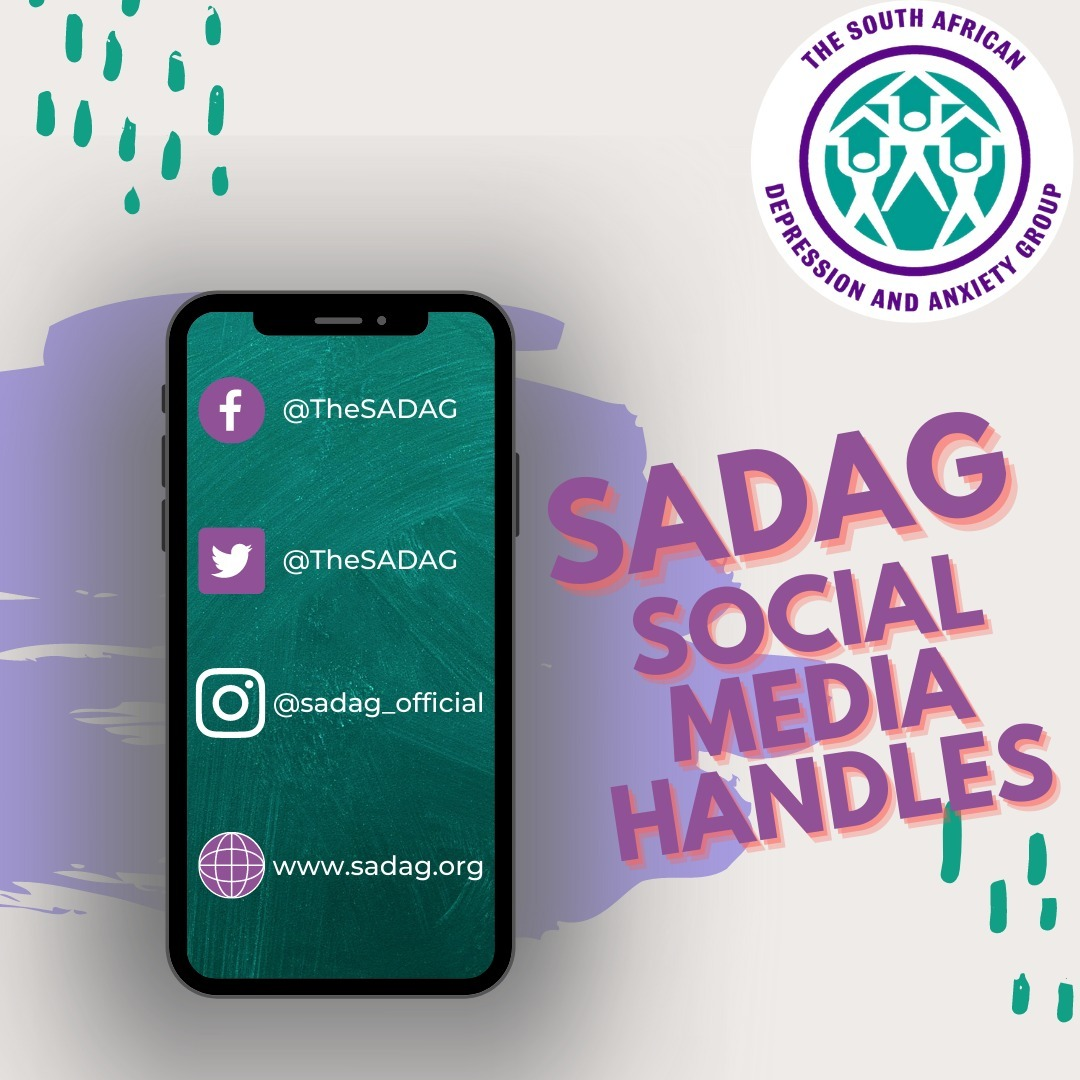 THE SOUTH AFRICAN
DEPRESSION AND ANXIETY GROUP
@TheSADAG
@TheSADAG
@sadag_official
www.sadag.org
SADAG
SOCIAL
MEDIA
HANDLES